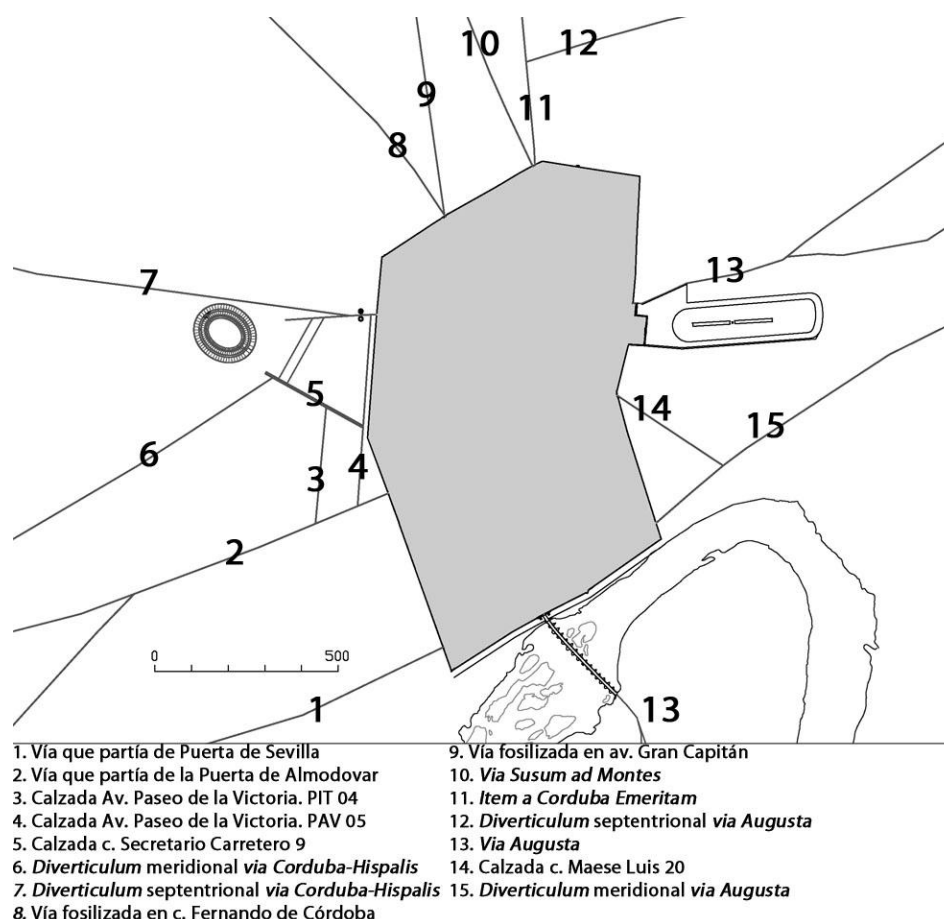 10
12
9
11
8
13
7
5
14
15
6
4
3
2
0 500
1
13
1. Vía que partía de Puerta de Sevilla
2. Vía que partía de la Puerta de Almodovar
3. Calzada Av. Paseo de la Victoria. PIT 04
4. Calzada Av. Paseo de la Victoria. PAV 05
5. Calzada c. Secretario Carretero 9
6. Diverticulum meridional via Corduba-Hispalis
7. Diverticulum septentrional via Corduba-Hispalis
8. Vía fosilizada en c. Fernando de Córdoba
9. Vía fosilizada en av. Gran Capitán
10. Via Susum ad Montes
11. Item a Corduba Emeritam
12. Diverticulum septentrional via Augusta
13. Via Augusta
14. Calzada c. Maese Luis 20
15. Diverticulum meridional via Augusta